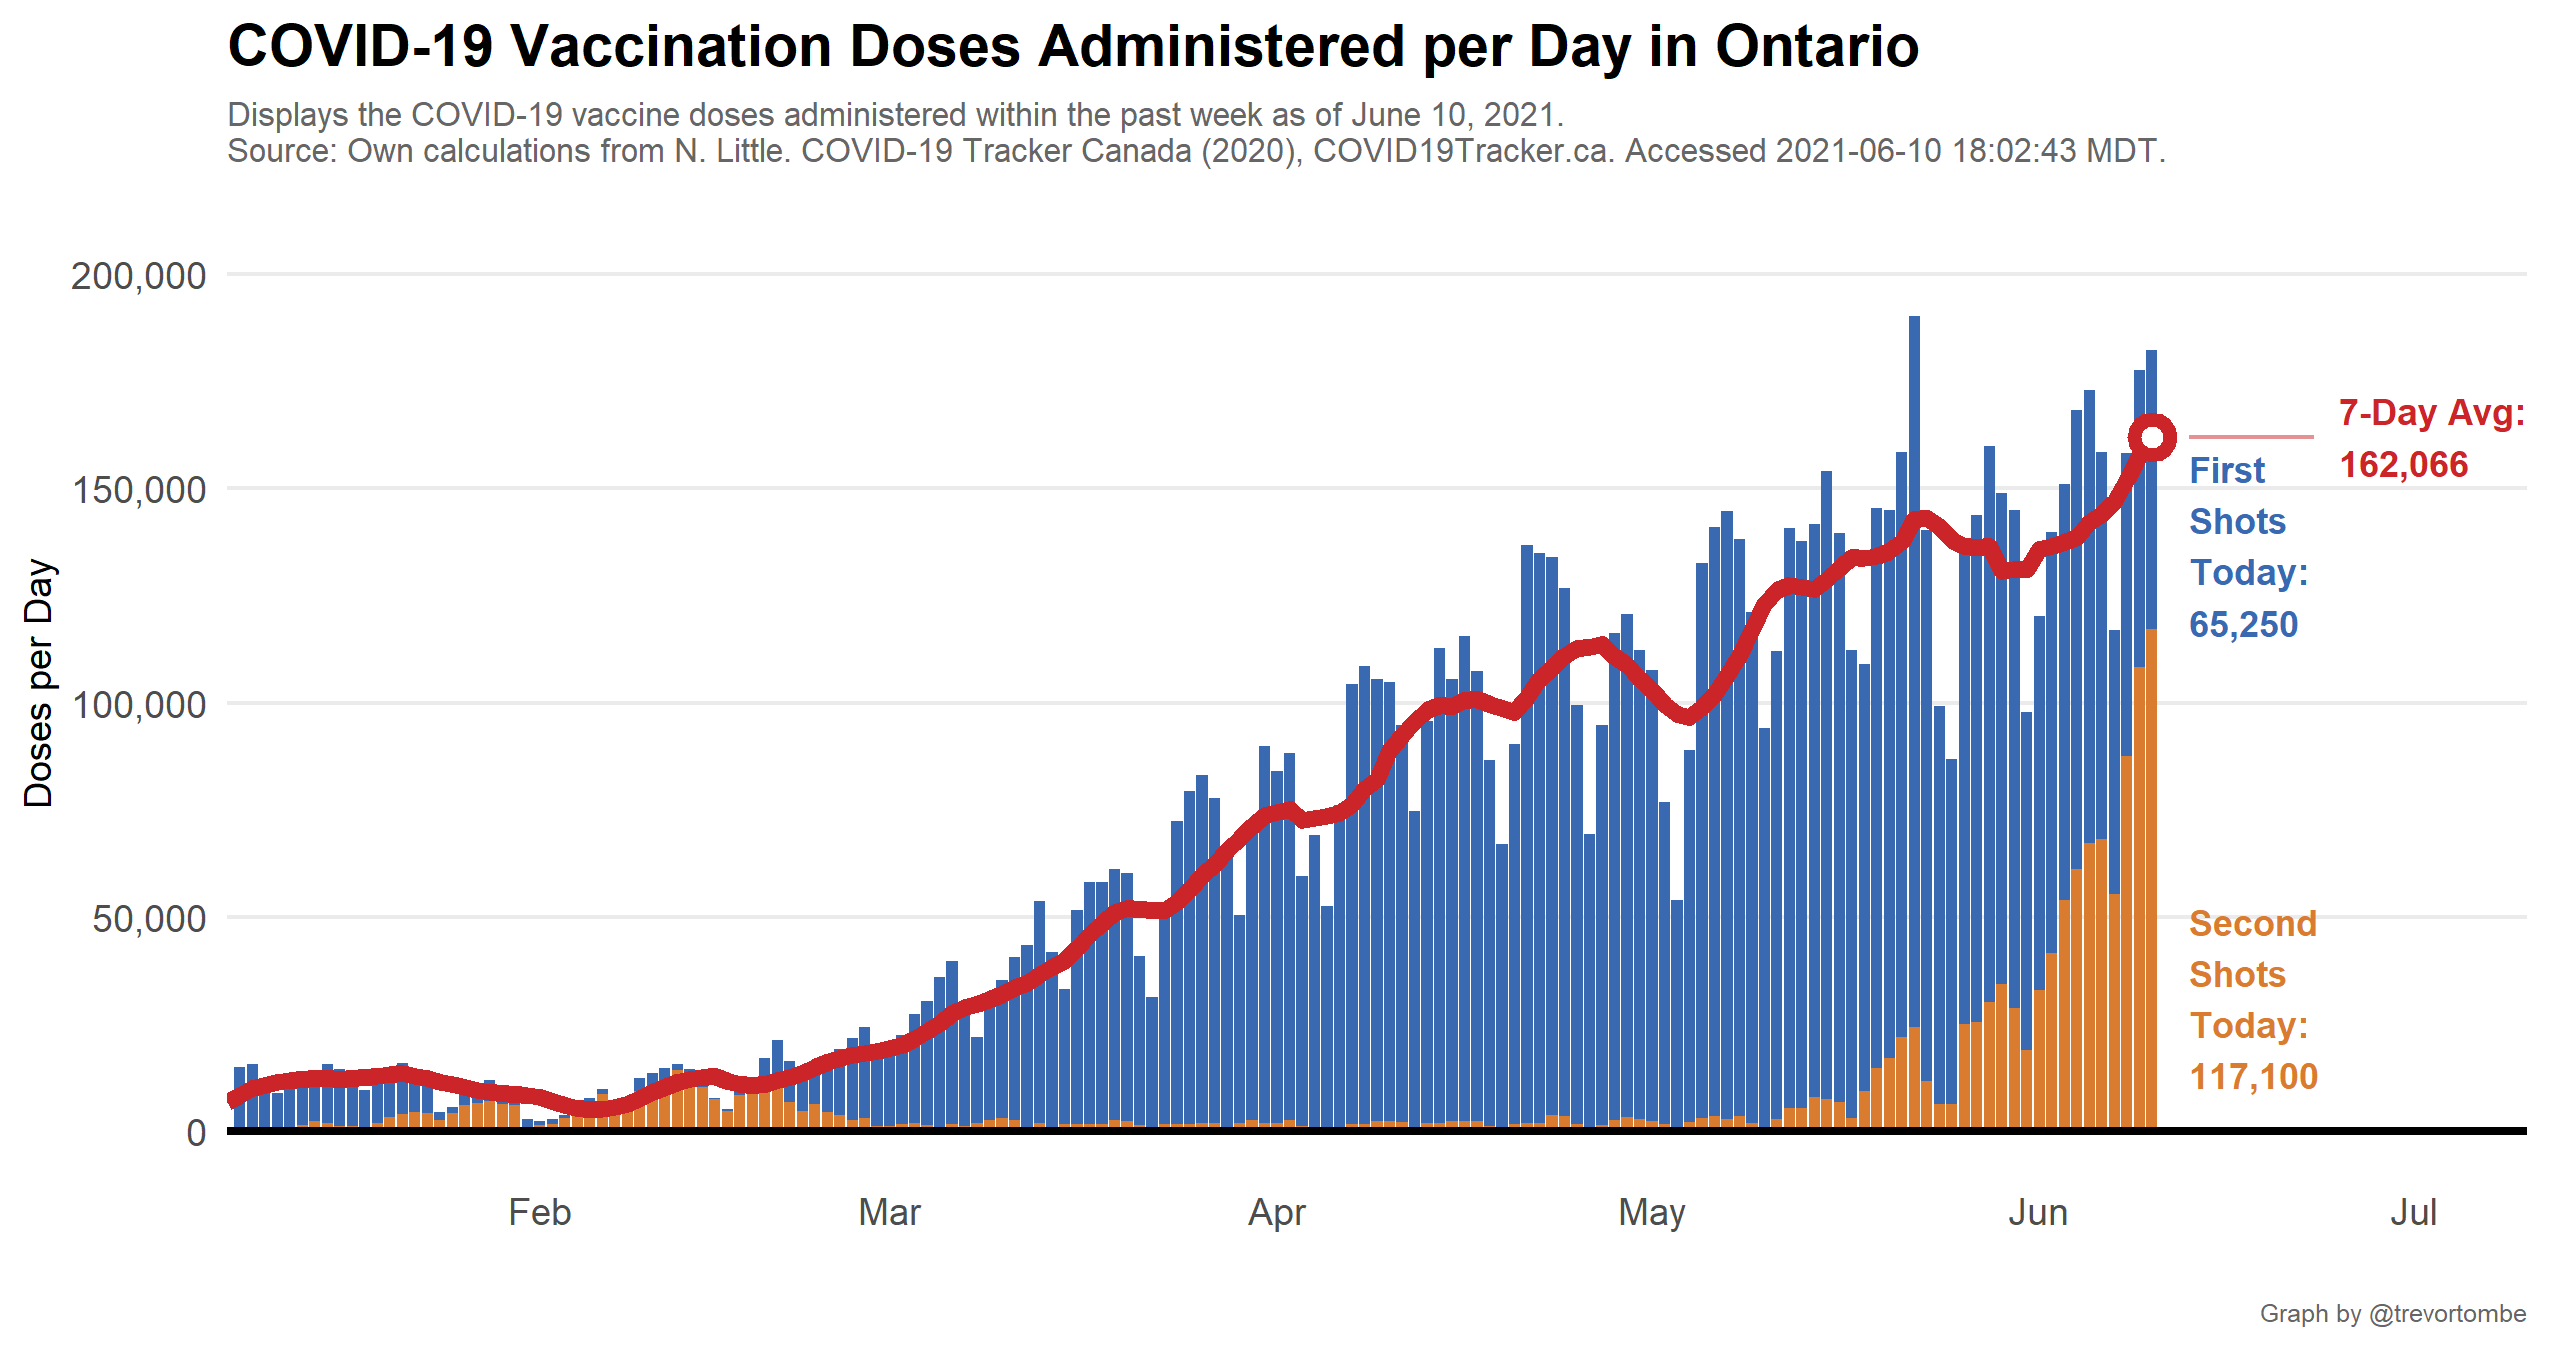 COVID-19 Vaccination Doses Administered per Day in Ontario
Displays the COVID-19 vaccine doses administered within the past week as of June 10, 2021.
Source: Own calculations from N. Little. COVID-19 Tracker Canada (2020), COVID19Tracker.ca. Accessed 2021-06-10 18:02:43 MDT.
Doses per Day
200,000
150,000
100,000
50,000
0
7-Day Avg:
162,066
First
Shots
Today:
65,250
Second
Shots
Today:
117,100
Feb
Mar
Apr
May
Jun
Jul
Graph by @trevortombe